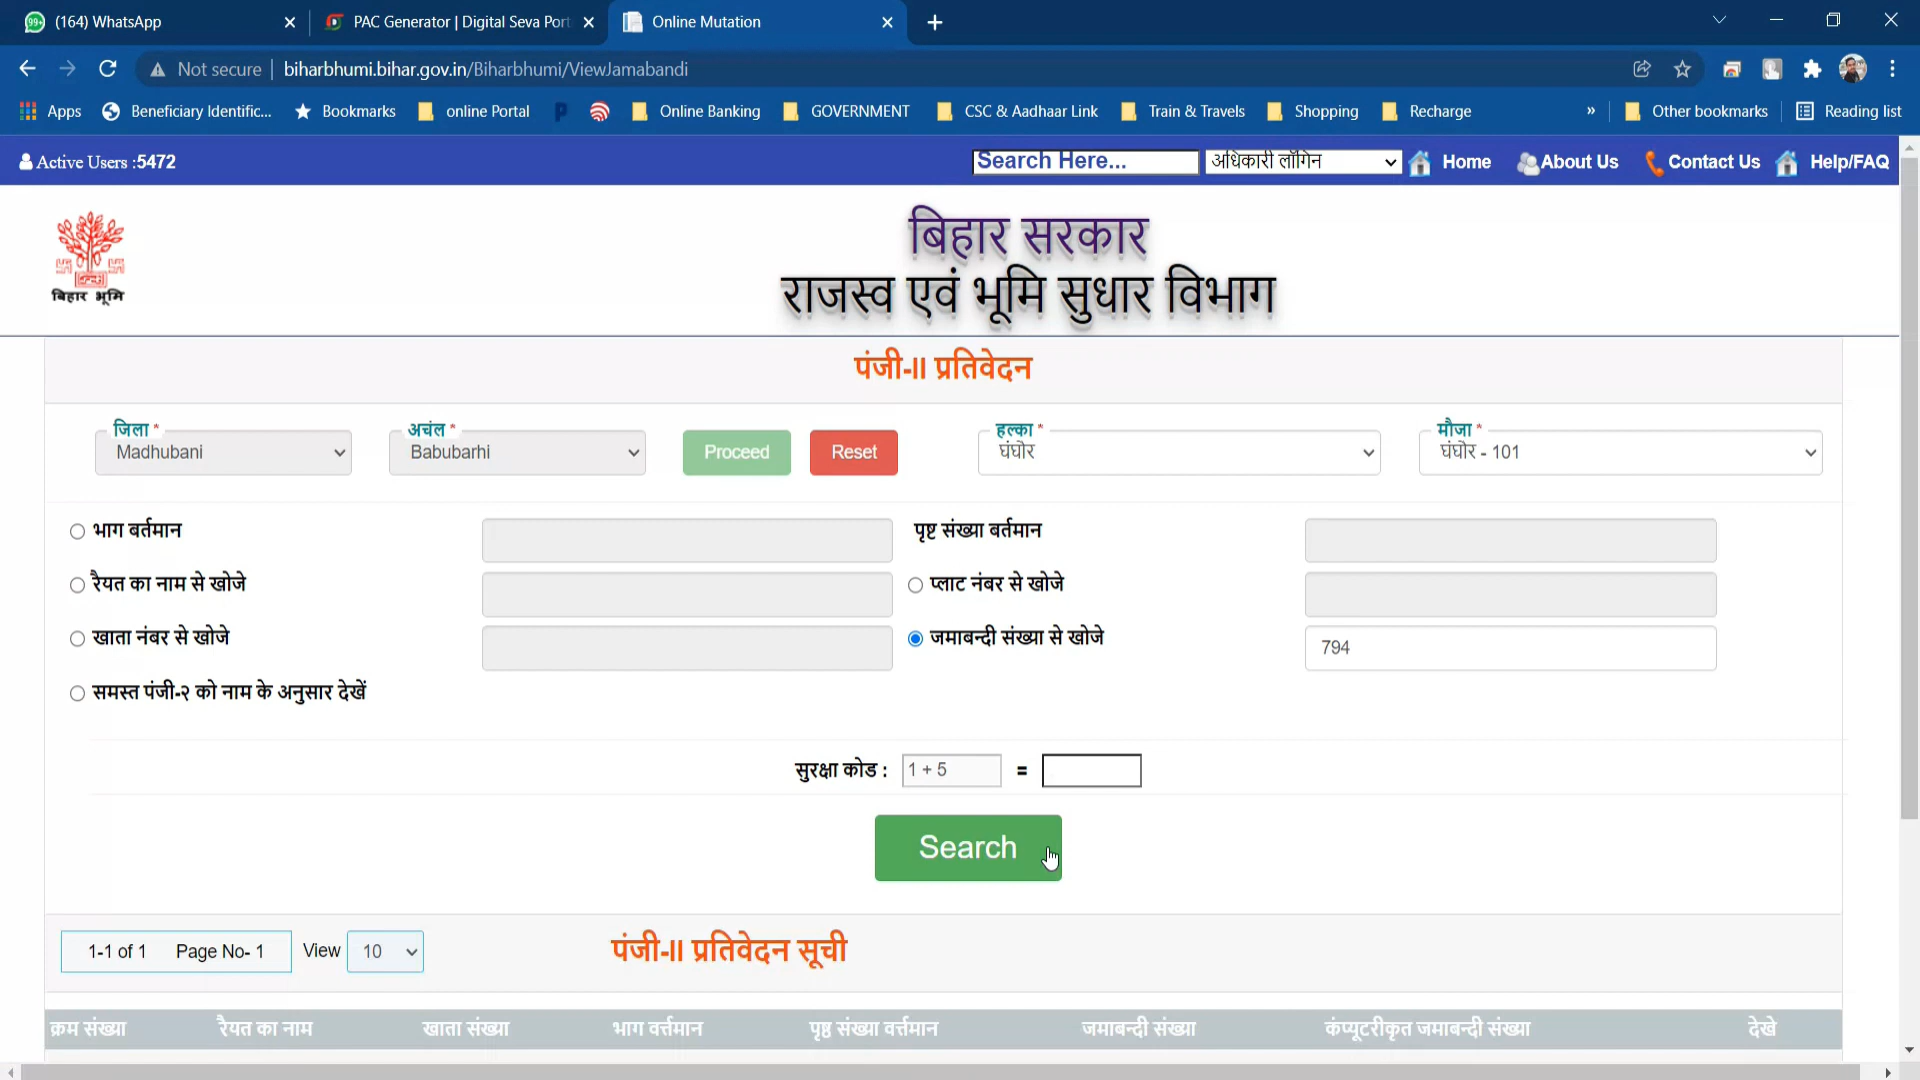 (164) WhatsApp
PAC Generator | Digital Seva Port
Online Mutation
Not secure
biharbhumi.bihar.gov.in/Biharbhumi/ViewJamabandi
Apps
Beneficiary Identific...
Bookmarks
online Portal
Online Banking
GOVERNMENT
CSC & Aadhaar Link
Train & Travels
Shopping
Recharge
»
Other bookmarks
Reading list
Active Users :5472
Search Here...
अधिकारी लॉगिन
Home
About Us
Contact Us
Help/FAQ
बिहार भूमि
बिहार सरकार
राजस्व एवं भूमि सुधार विभाग
पंजी-II प्रतिवेदन
जिला *
Madhubani
अचंल *
Babubarhi
Proceed
Reset
हल्का *
घंघोर
मौजा *
घंघोर - 101
भाग बर्तमान
पृष्ट संख्या बर्तमान
रैयत का नाम से खोजे
प्लाट नंबर से खोजे
खाता नंबर से खोजे
जमाबन्दी संख्या से खोजे
794
समस्त पंजी-२ को नाम के अनुसार देखें
सुरक्षा कोड :
1 + 5
=
Search
1-1 of 1 Page No- 1
View
10
पंजी-II प्रतिवेदन सूची
क्रम संख्या
रैयत का नाम
खाता संख्या
भाग वर्त्तमान
पृष्ठ संख्या वर्त्तमान
जमाबन्दी संख्या
कंप्यूटरीकृत जमाबन्दी संख्या
देखे